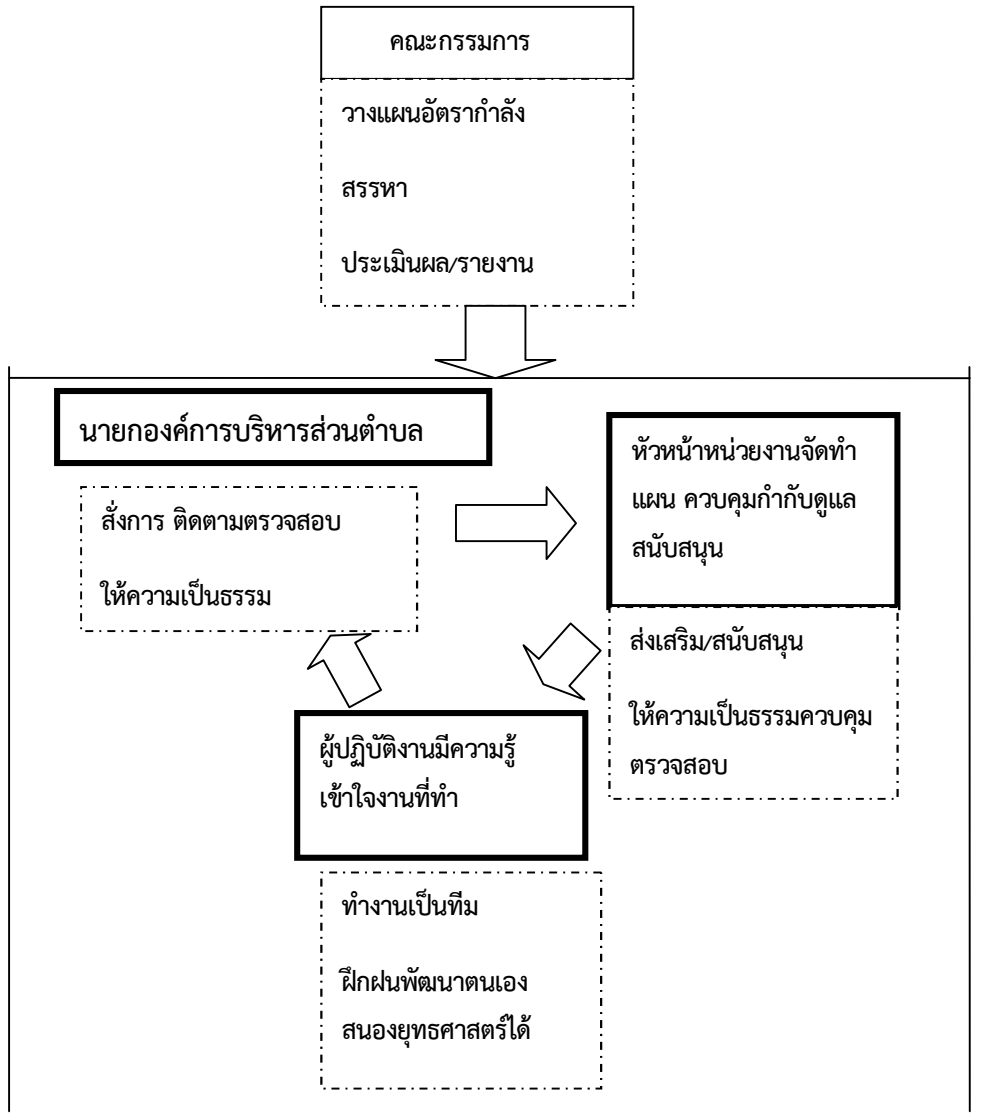 คณะกรรมการ
วางแผนอัตรากำลัง
สรรหา
ประเมินผล/รายงาน
นายกองค์การบริหารส่วนตำบล
สั่งการ ติดตามตรวจสอบ
ให้ความเป็นธรรม
หัวหน้าหน่วยงานจัดทำ
แผน ควบคุมกำกับดูแล
สนับสนุน
ส่งเสริม/สนับสนุน
ให้ความเป็นธรรมควบคุม
ตรวจสอบ
ผู้ปฏิบัติงานมีความรู้
เข้าใจงานที่ทำ
ทำงานเป็นทีม
ฝึกฝนพัฒนาตนเอง
สนองยุทธศาสตร์ได้